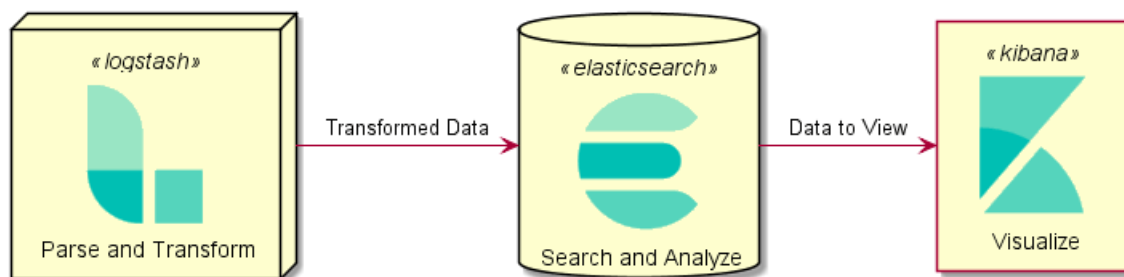 «logstash»
Parse and Transform
Transformed Data
«elasticsearch»
Search and Analyze
Data to View
«kibana»
Visualize